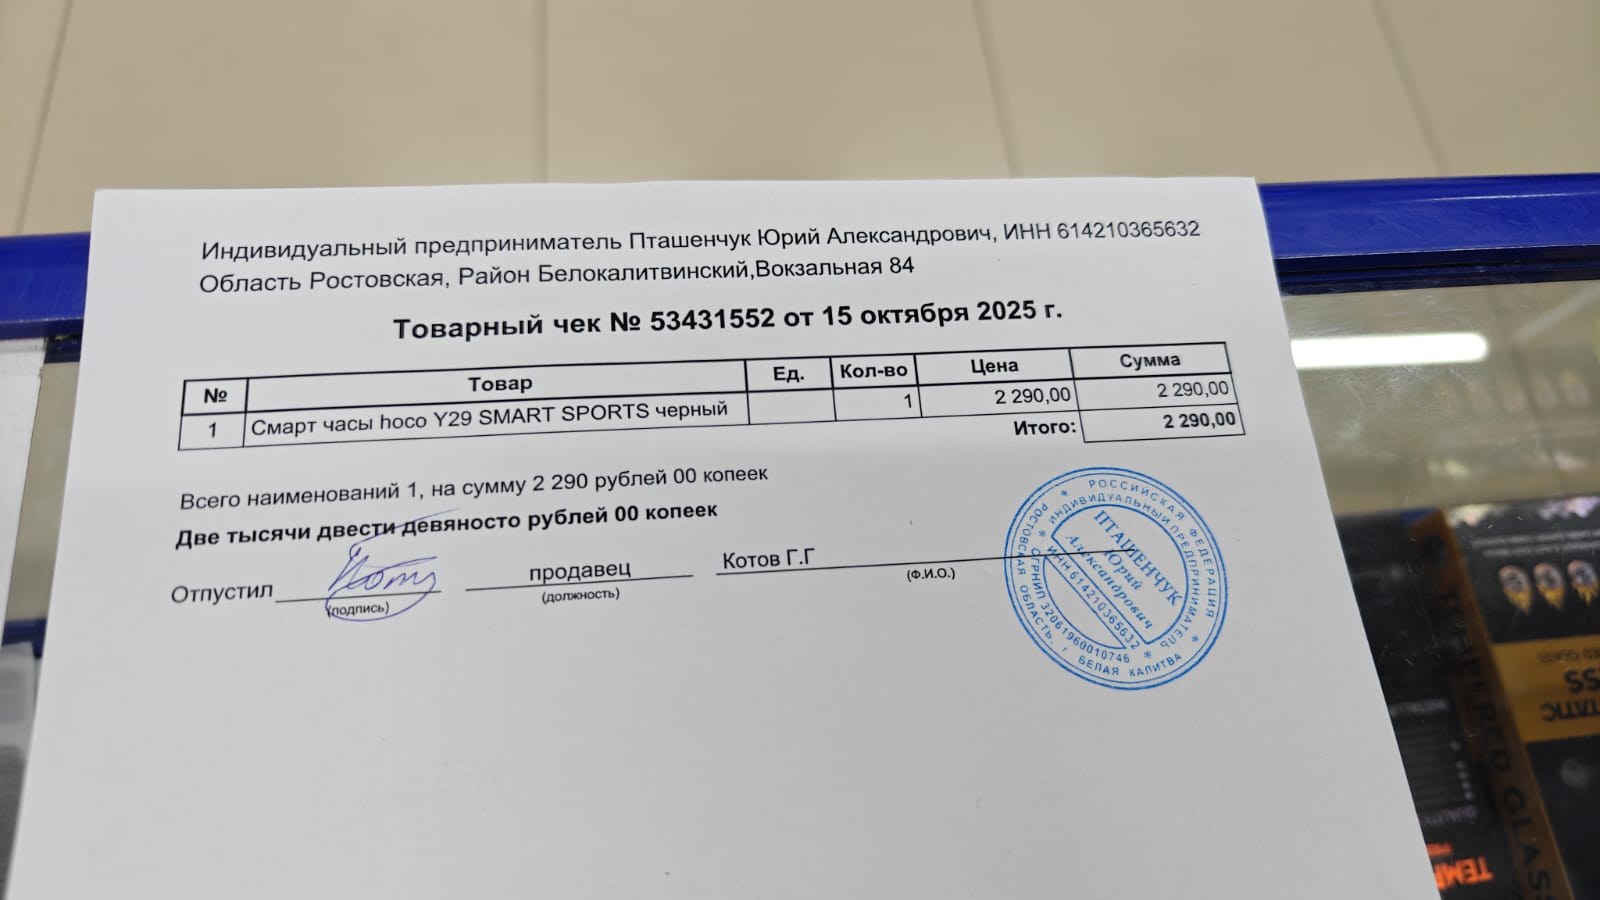 Индивидуальный предприниматель Пташенчук Юрий Александрович, ИНН 614210365632
Область Ростовская, Район Белокалитвинский,Вокзальная 84
Товарный чек № 53431552 от 15 октября 2025 г.
№ Товар Ед. Кол-во Цена Сумма
1 Смарт часы hoco Y29 SMART SPORTS черный 1 2 290,00 2 290,00
Итого: 2 290,00
Всего наименований 1, на сумму 2 290 рублей 00 копеек
Две тысячи двести девяносто рублей 00 копеек
Отпустил продавец Котов Г.Г
(подпись) (должность) (Ф.И.О.)
РОССИЙСКАЯ ФЕДЕРАЦИЯ
РОСТОВСКАЯ ОБЛАСТЬ, г БЕЛАЯ КАЛИТВА
ИНДИВИДУАЛЬНЫЙ ПРЕДПРИНИМАТЕЛЬ
ОГРНИП 320619600107 46
ПТАШЕНЧУК
Юрий
Александрович
ИНН 614210365632
GLASS